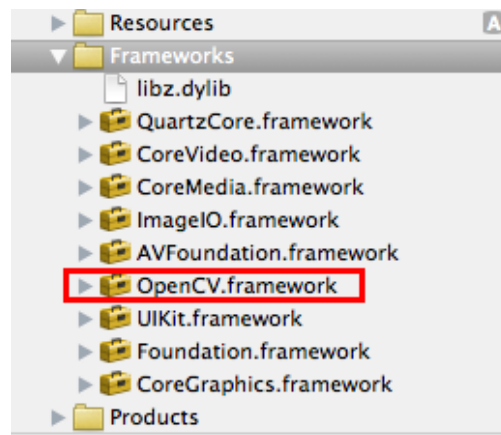 Resources
A
Frameworks
libz.dylib
QuartzCore.framework
CoreVideo.framework
CoreMedia.framework
ImageIO.framework
AVFoundation.framework
OpenCV.framework
UIKit.framework
Foundation.framework
CoreGraphics.framework
Products